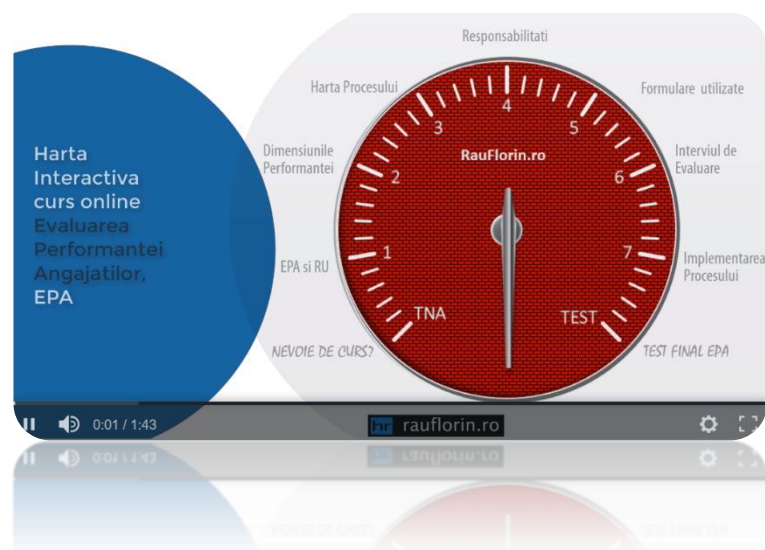 Harta
Interactiva
curs online
Evaluarea
Performantei
Angajatilor,
EPA
Responsabilitati
Harta Procesului
Formulare utilizate
Dimensiunile
Performantei
Interviul de
Evaluare
EPA si RU
Implementarea
Procesului
NEVOIE DE CURS?
TEST FINAL EPA
RauFlorin.ro
TNA
1
2
3
4
5
6
7
TEST
0:01 / 1:43
hr rauflorin.ro